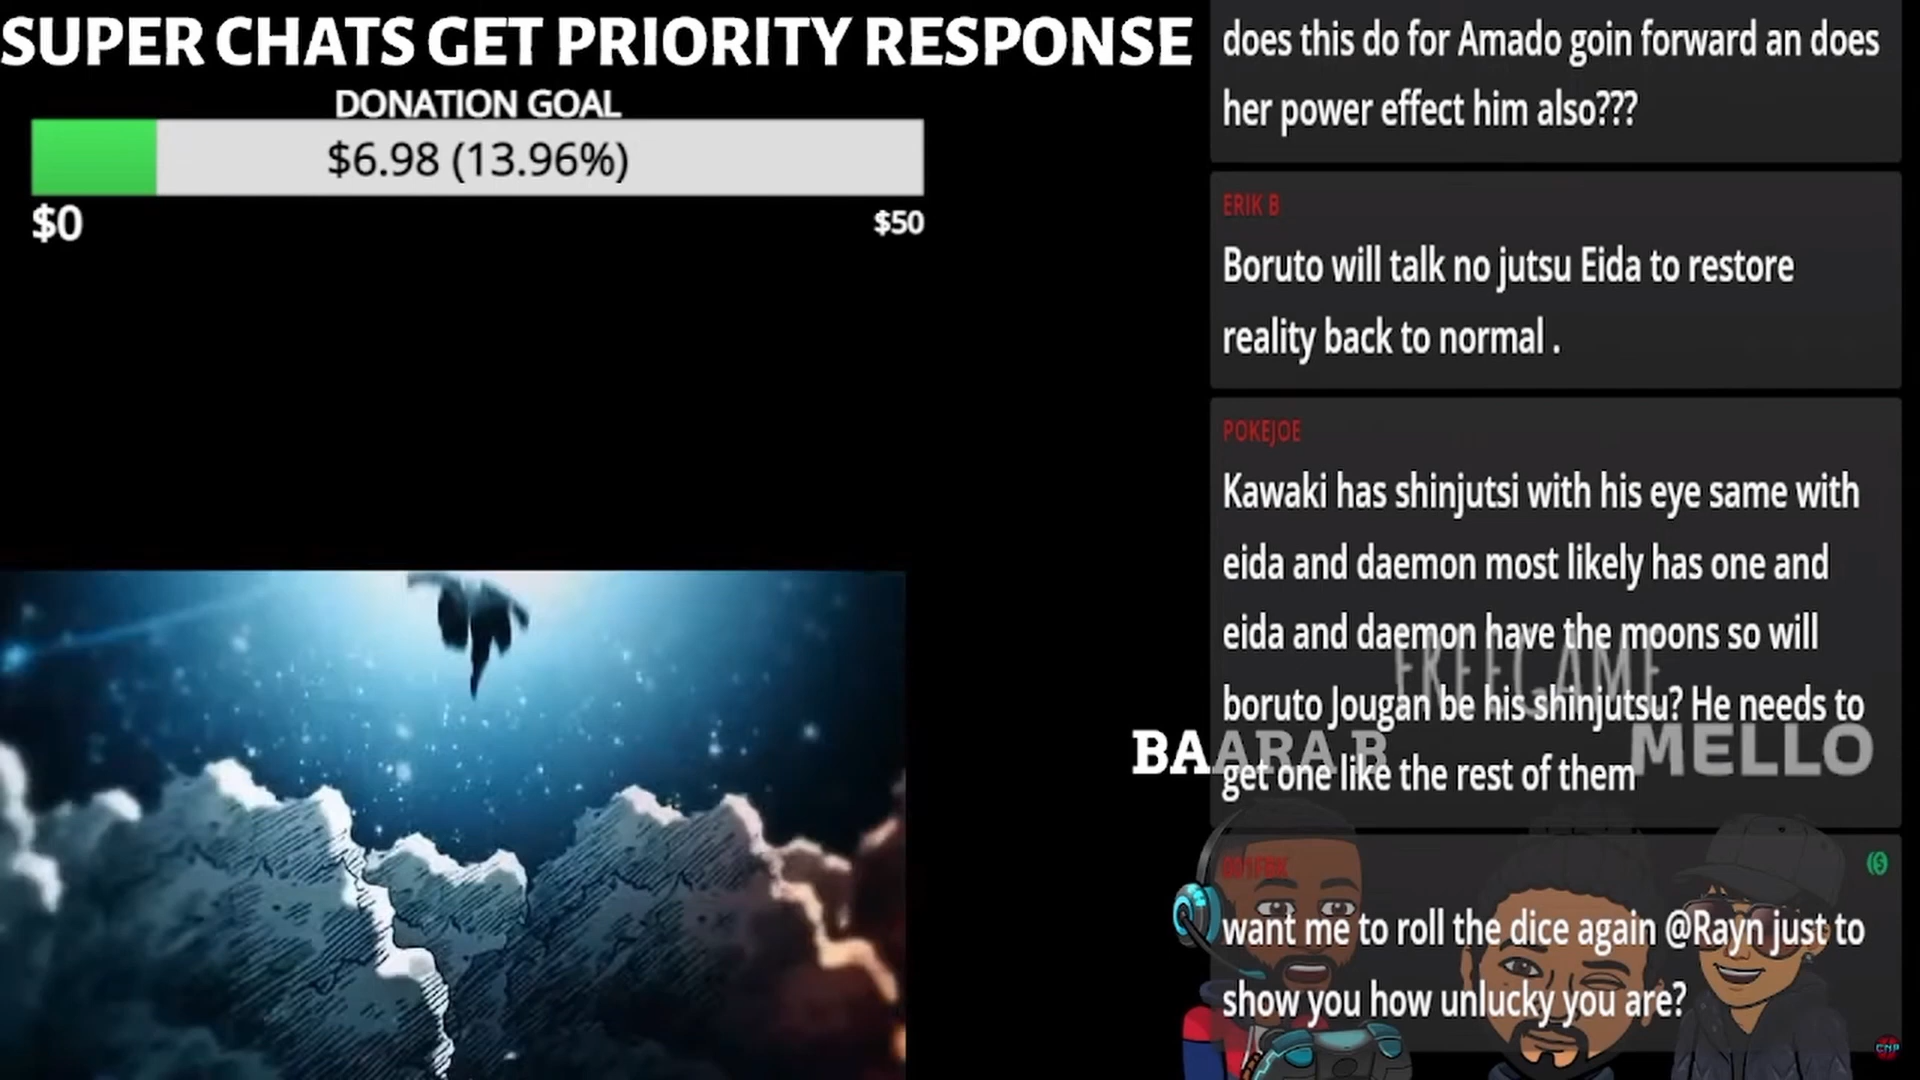 SUPER CHATS GET PRIORITY RESPONSE
DONATION GOAL
$6.98 (13.96%)
$0
$50
does this do for Amado goin forward an does
her power effect him also???
ERIK B
Boruto will talk no jutsu Eida to restore
reality back to normal .
POKEJOE
Kawaki has shinjutsi with his eye same with
eida and daemon most likely has one and
eida and daemon have the moons so will
boruto Jougan be his shinjutsu? He needs to
get one like the rest of them
FREEGAME
BAARA B
MELLO
want me to roll the dice again @Rayn just to
show you how unlucky you are?
CNP